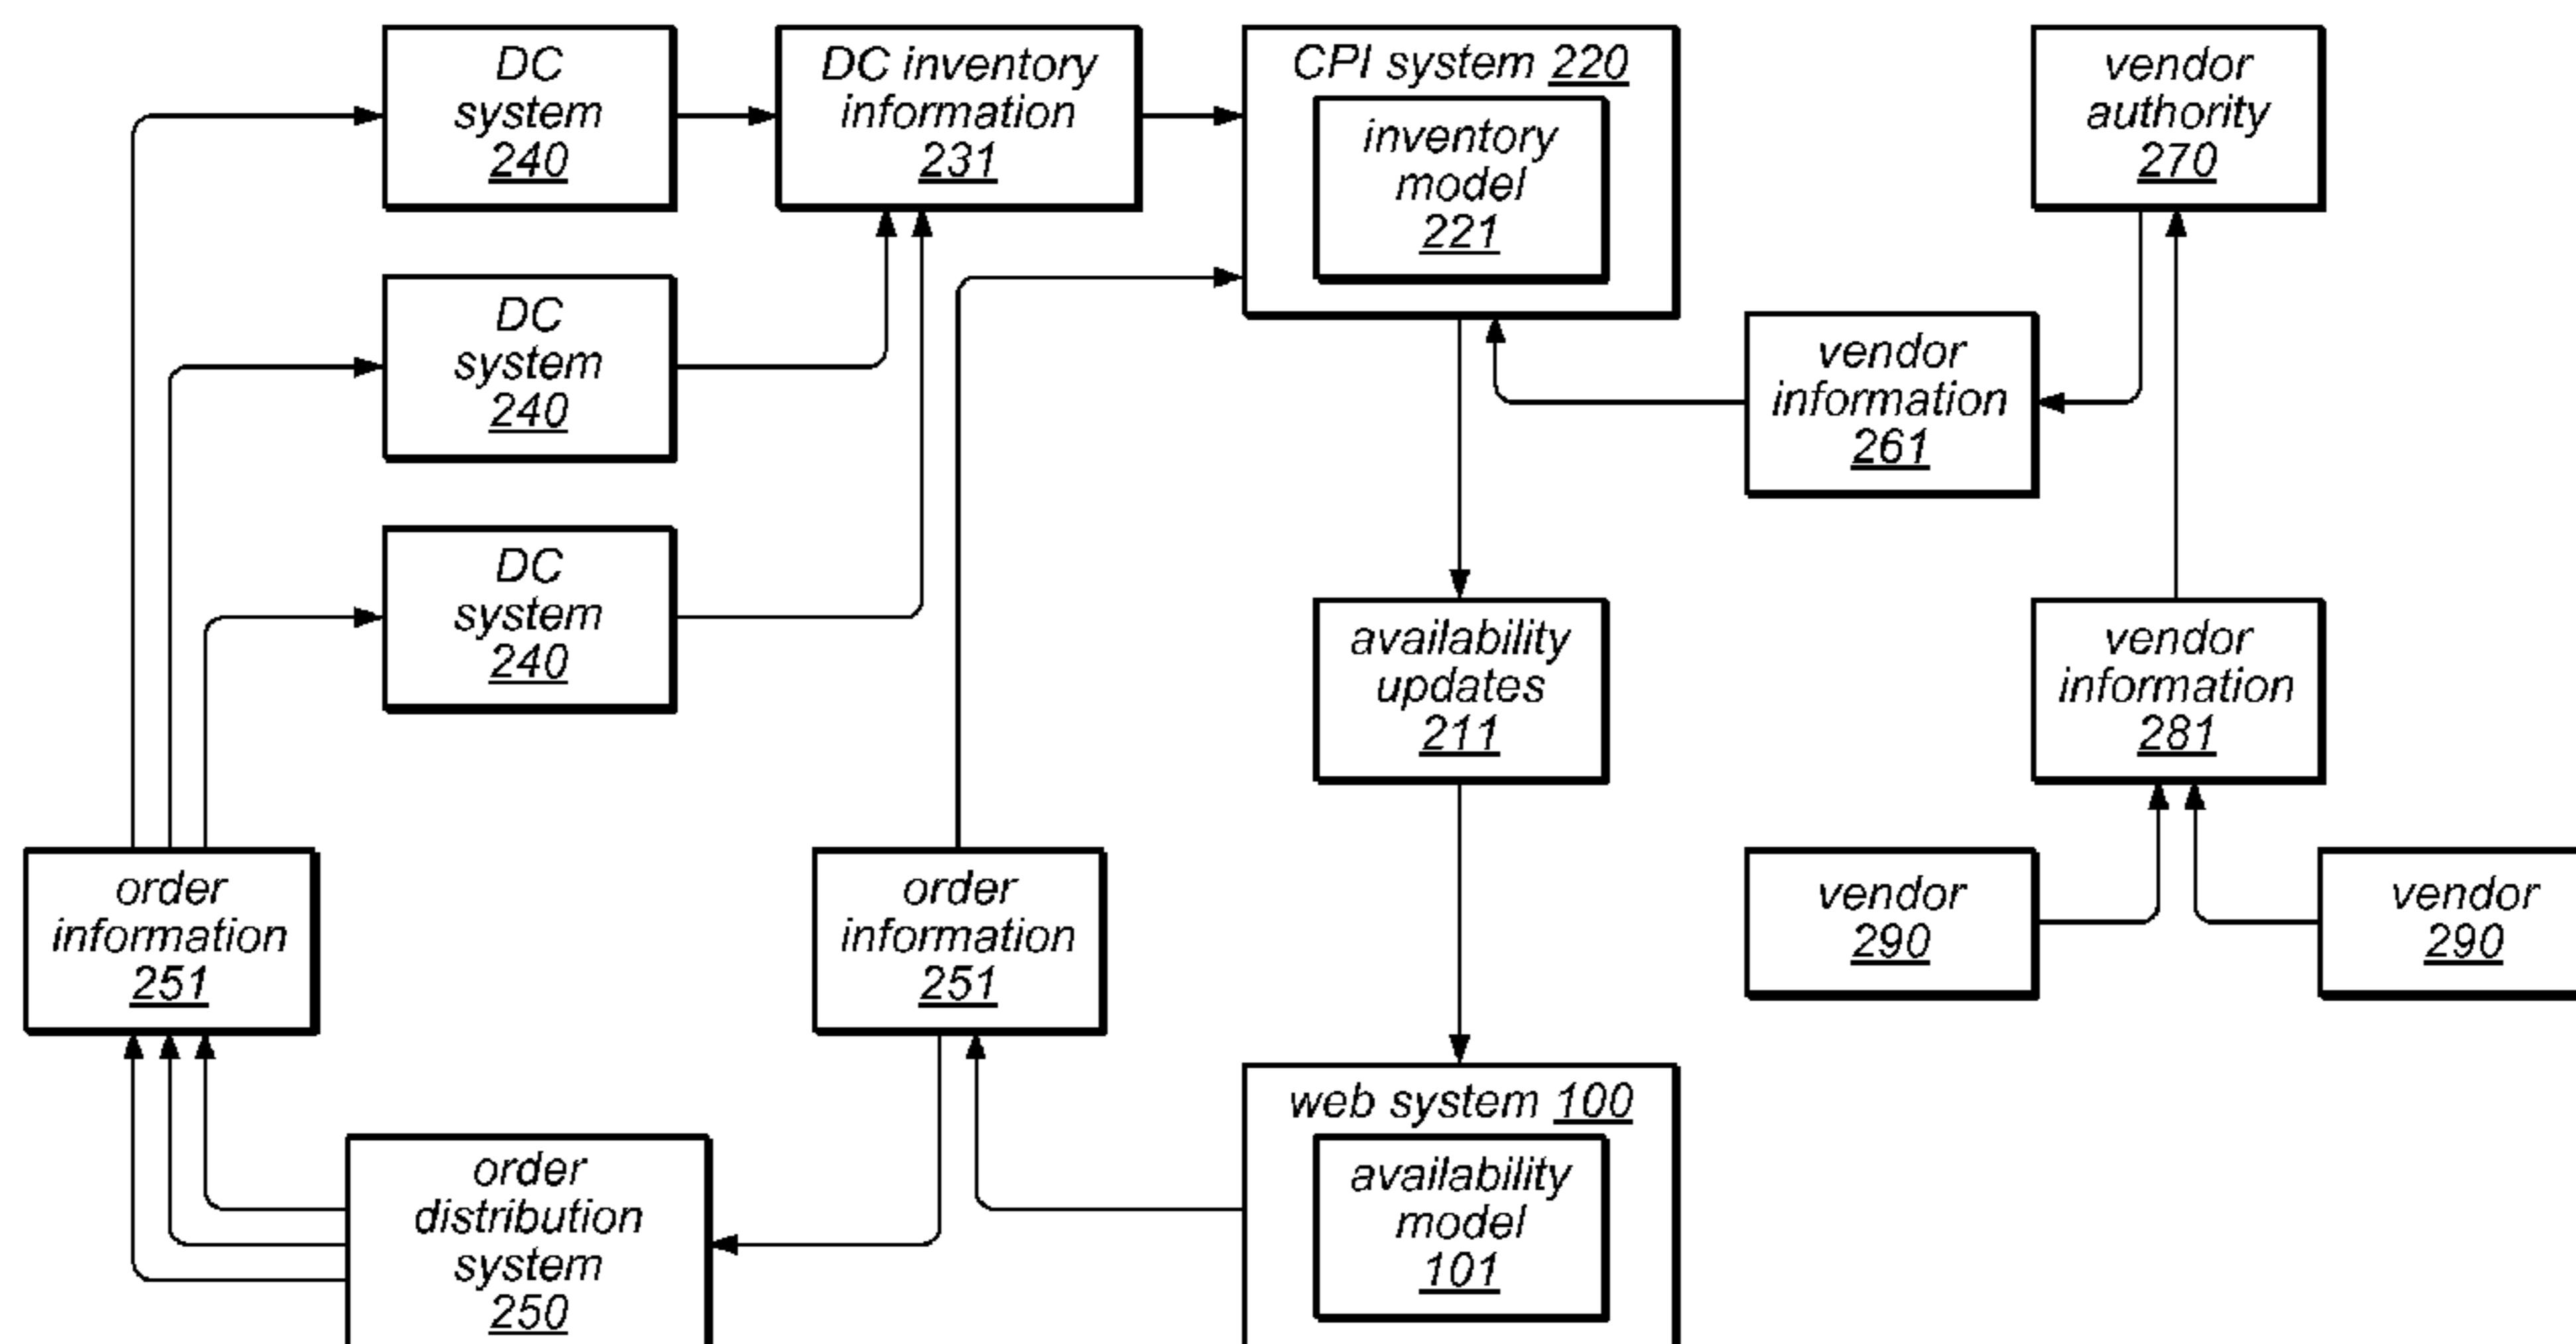 DC
system
240
DC inventory
information
231
CPI system 220
inventory
model
221
vendor
authority
270
DC
system
240
vendor
information
261
DC
system
240
availability
updates
211
vendor
information
281
order
information
251
order
information
251
vendor
290
vendor
290
order
distribution
system
250
web system 100
availability
model
101